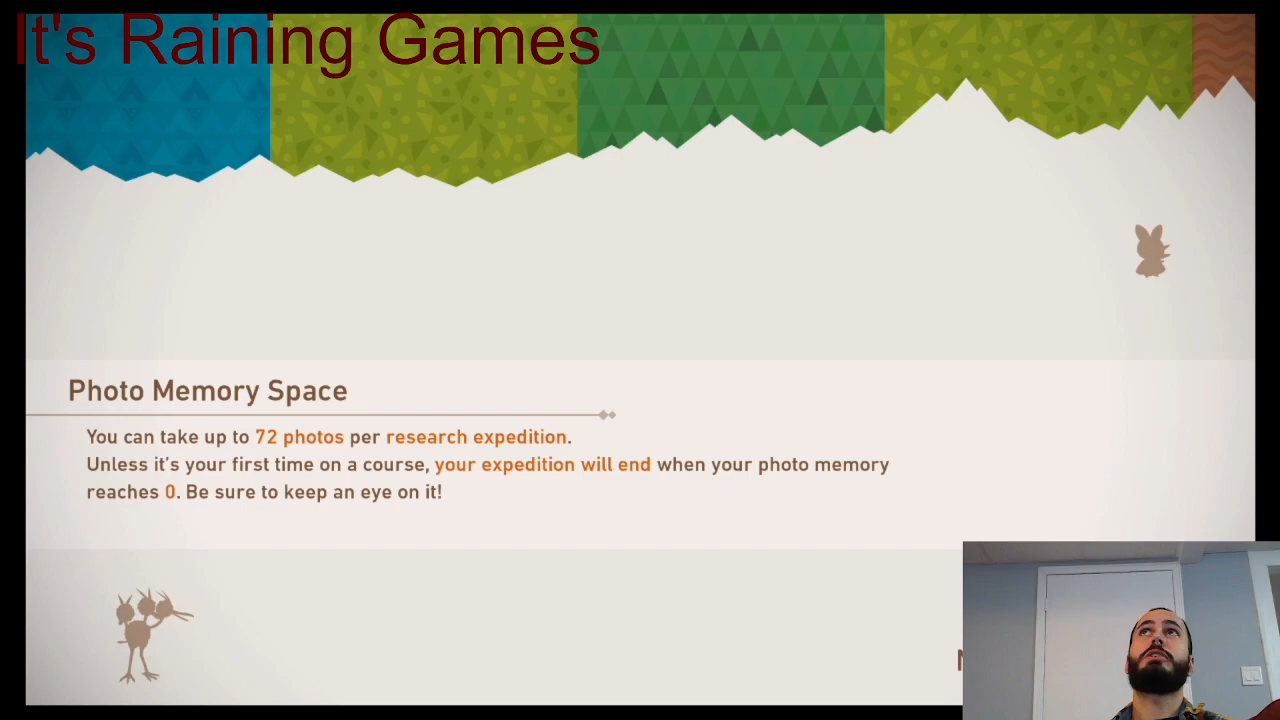 It's Raining Games
Photo Memory Space
You can take up to 72 photos per research expedition.
Unless it's your first time on a course, your expedition will end when your photo memory
reaches 0. Be sure to keep an eye on it!